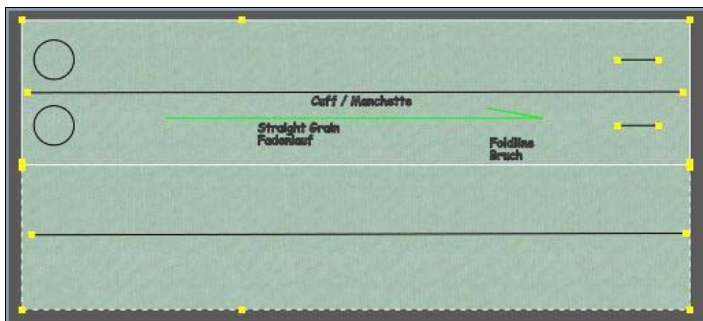 Cuff / Manchette
Straight Grain
Fadenlauf
Foldline
Bruch